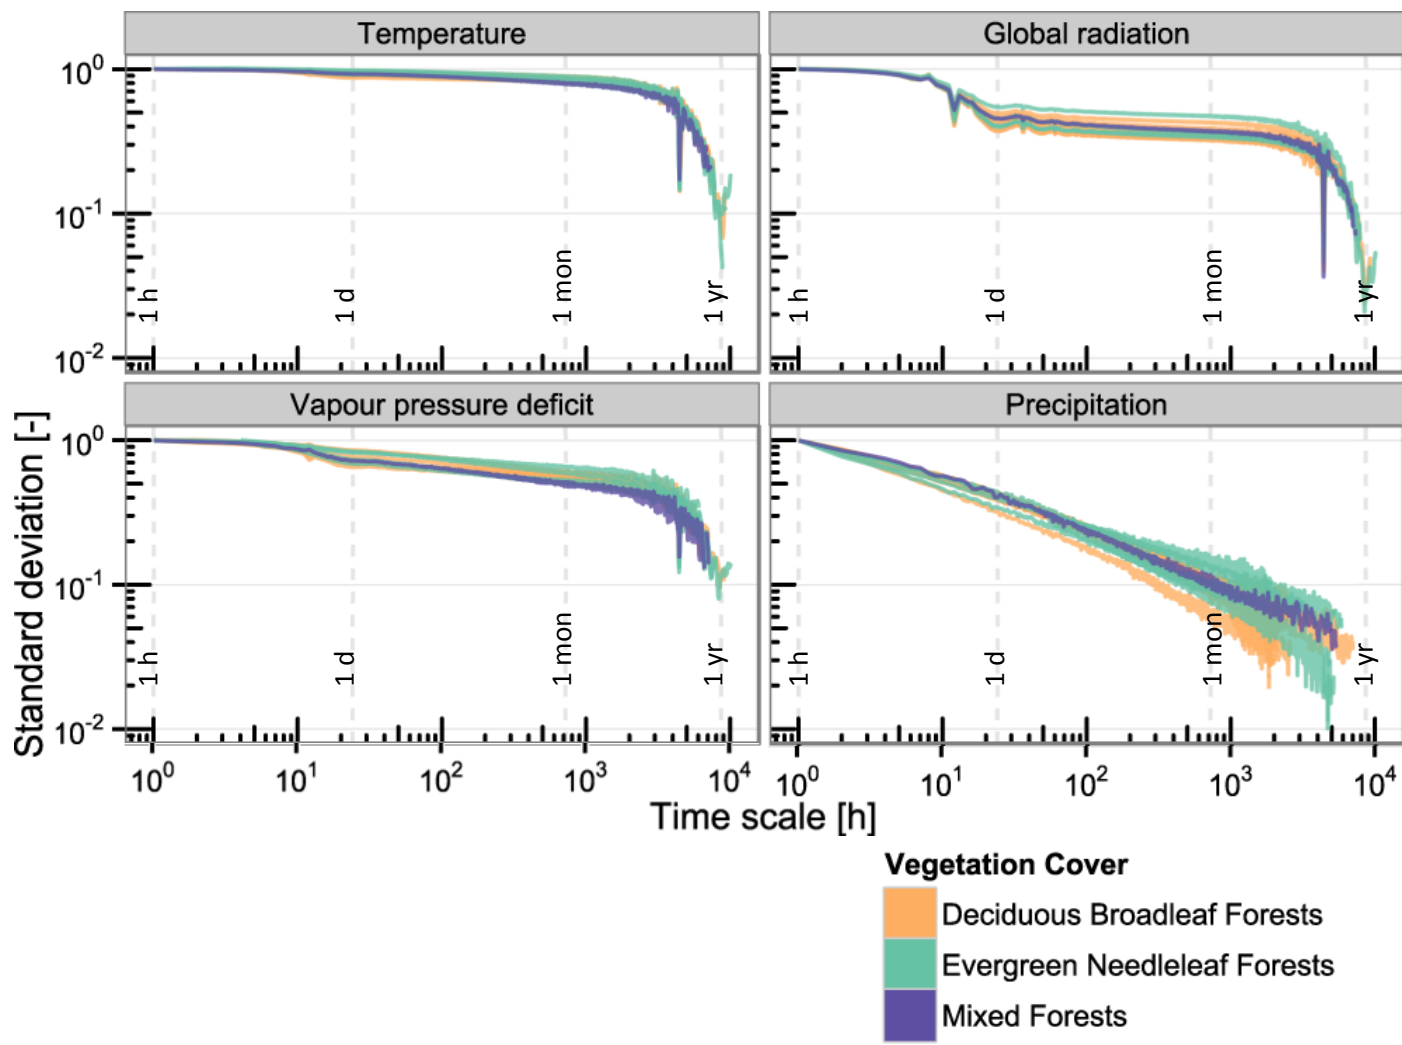 Temperature
Global radiation
10^0
10^-1
10^-2
1 h
1 d
1 mon
1 yr
1 h
1 d
1 mon
1 yr
Vapour pressure deficit
Precipitation
Standard deviation [-]
10^0
10^-1
10^-2
1 h
1 d
1 mon
1 yr
1 h
1 d
1 mon
1 yr
10^0 10^1 10^2 10^3 10^4
10^0 10^1 10^2 10^3 10^4
Time scale [h]
Vegetation Cover
Deciduous Broadleaf Forests
Evergreen Needleleaf Forests
Mixed Forests